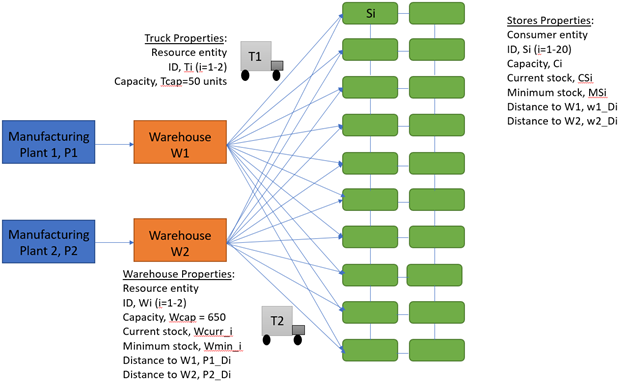 Truck Properties:
Resource entity
ID, Ti (i=1-2)
Capacity, Tcap=50 units
T1
Si
Stores Properties:
Consumer entity
ID, Si (i=1-20)
Capacity, Ci
Current stock, CSi
Minimum stock, MSi
Distance to W1, w1_Di
Distance to W2, w2_Di
Manufacturing
Plant 1, P1
Warehouse
W1
Manufacturing
Plant 2, P2
Warehouse
W2
Warehouse Properties:
Resource entity
ID, Wi (i=1-2)
Capacity, Wcap = 650
Current stock, Wcurr_i
Minimum stock, Wmin_i
Distance to W1, P1_Di
Distance to W2, P2_Di
T2